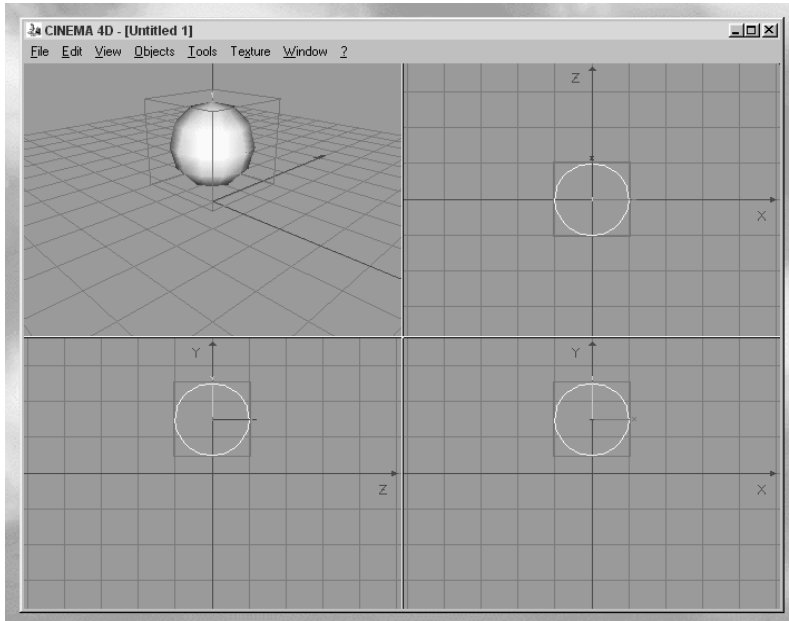 CINEMA 4D - [Untitled 1]
File Edit View Objects Tools Texture Window ?
Z
X
Y
Z
Y
X